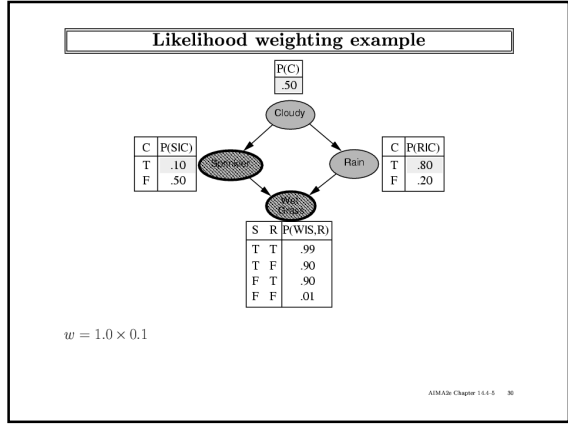 Likelihood weighting example
P(C)
.50
Cloudy
C P(S|C)
T .10
F .50
Sprinkler
Rain
C P(R|C)
T .80
F .20
Wet
Grass
S R P(W|S,R)
T T .99
T F .90
F T .90
F F .01
w = 1.0 × 0.1
AIMA2e Chapter 14.4-5 30